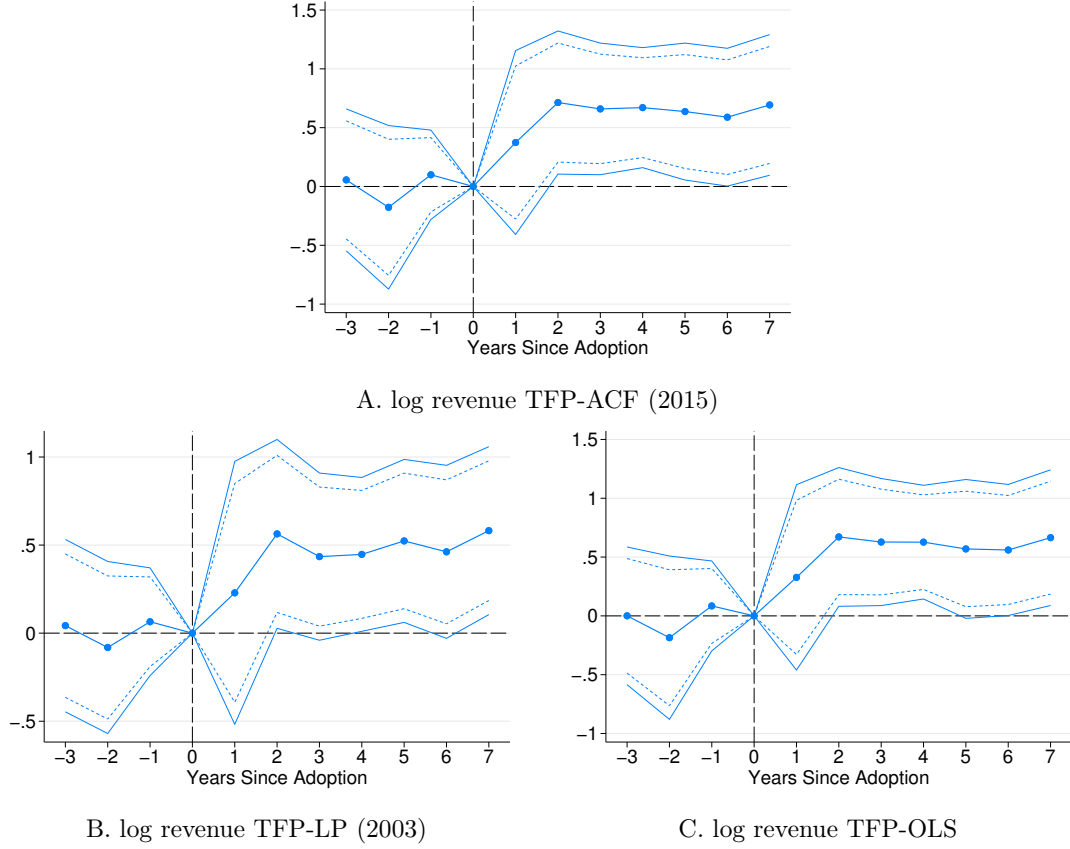 1.5
1
.5
0
−.5
−1
−3 −2 −1 0 1 2 3 4 5 6 7
Years Since Adoption
A. log revenue TFP-ACF (2015)
1
.5
0
−.5
−3 −2 −1 0 1 2 3 4 5 6 7
Years Since Adoption
B. log revenue TFP-LP (2003)
1.5
1
.5
0
−.5
−1
−3 −2 −1 0 1 2 3 4 5 6 7
Years Since Adoption
C. log revenue TFP-OLS